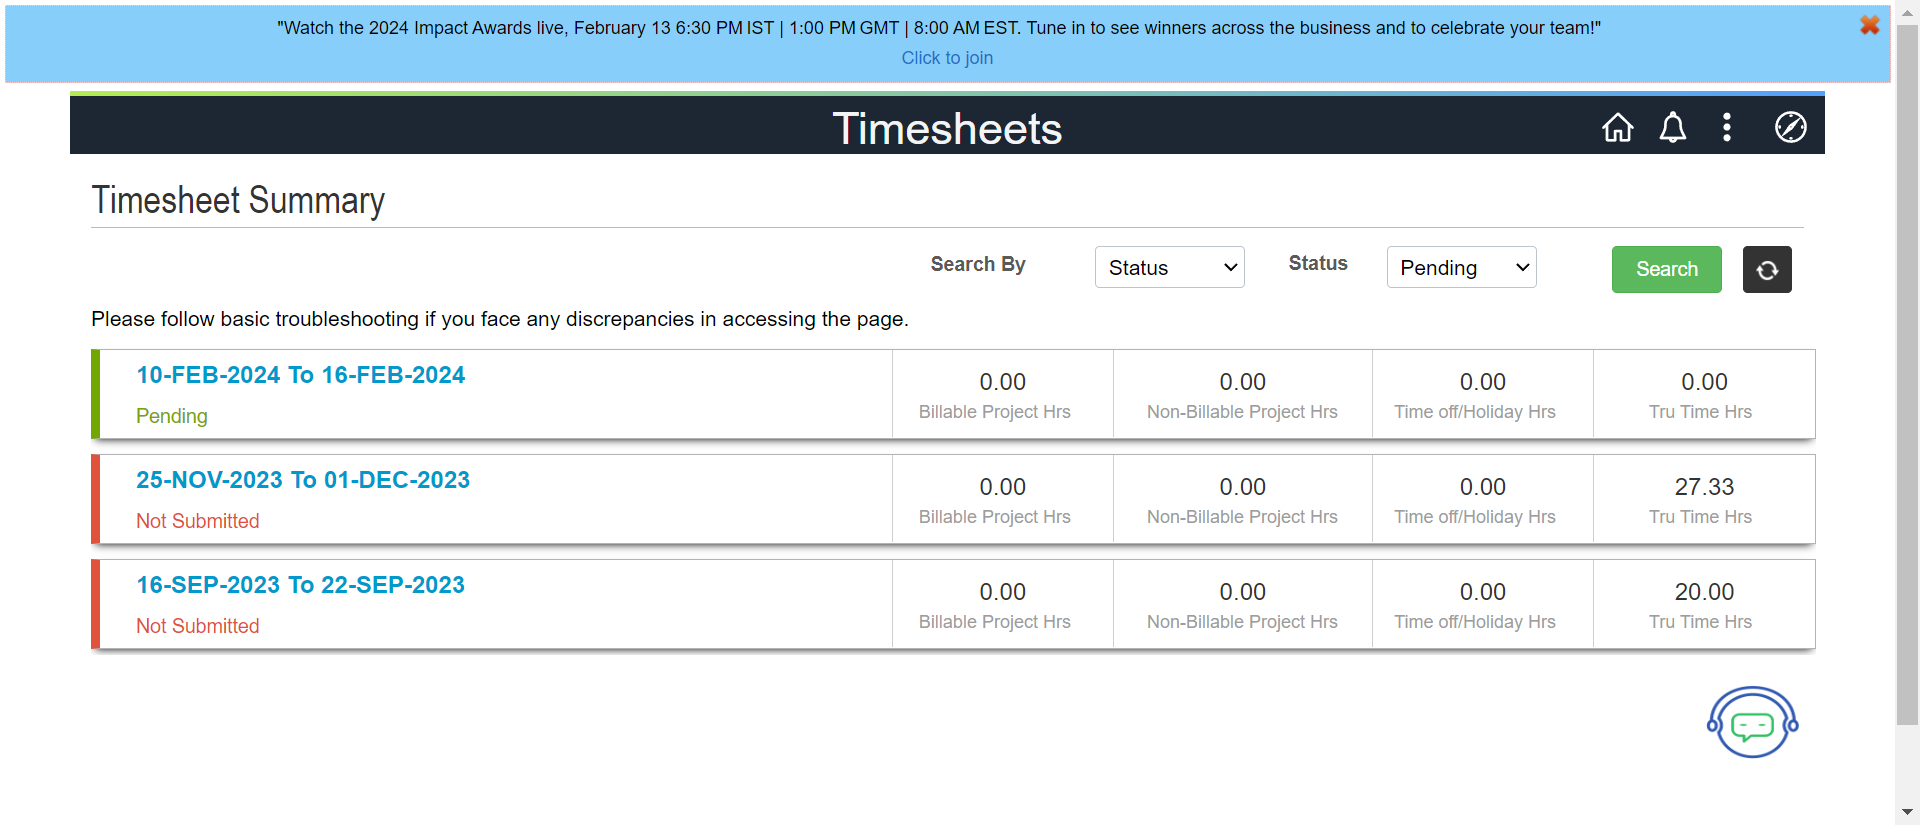 "Watch the 2024 Impact Awards live, February 13 6:30 PM IST | 1:00 PM GMT | 8:00 AM EST. Tune in to see winners across the business and to celebrate your team!"
Click to join
Timesheets
Timesheet Summary
Search By Status Status Pending Search
Please follow basic troubleshooting if you face any discrepancies in accessing the page.
10-FEB-2024 To 16-FEB-2024 0.00 0.00 0.00 0.00
Pending Billable Project Hrs Non-Billable Project Hrs Time off/Holiday Hrs Tru Time Hrs
25-NOV-2023 To 01-DEC-2023 0.00 0.00 0.00 27.33
Not Submitted Billable Project Hrs Non-Billable Project Hrs Time off/Holiday Hrs Tru Time Hrs
16-SEP-2023 To 22-SEP-2023 0.00 0.00 0.00 20.00
Not Submitted Billable Project Hrs Non-Billable Project Hrs Time off/Holiday Hrs Tru Time Hrs